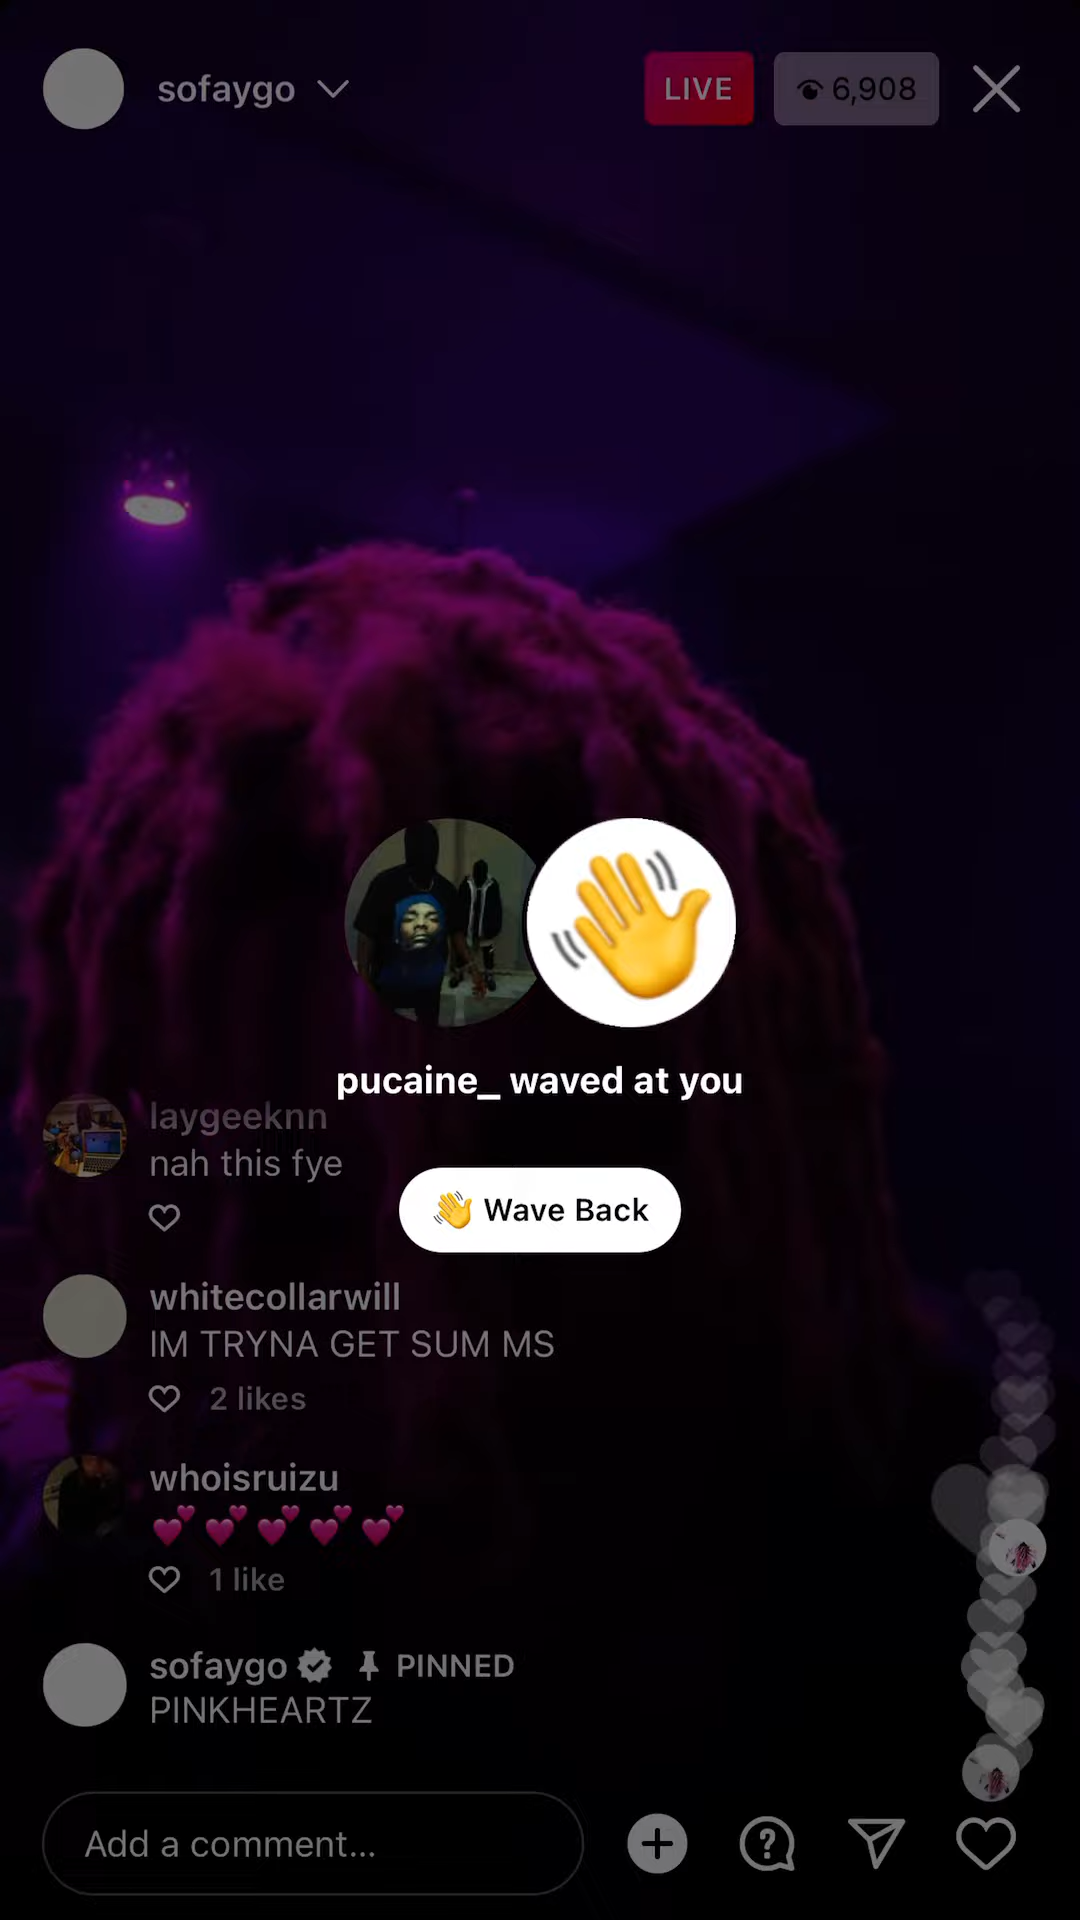 sofaygo
LIVE
6,908
pucaine_ waved at you
laygeeknn
nah this fye
Wave Back
whitecollarwill
IM TRYNA GET SUM MS
2 likes
whoisruizu
💕 💕 💕 💕 💕
1 like
sofaygo PINNED
PINKHEARTZ
Add a comment...